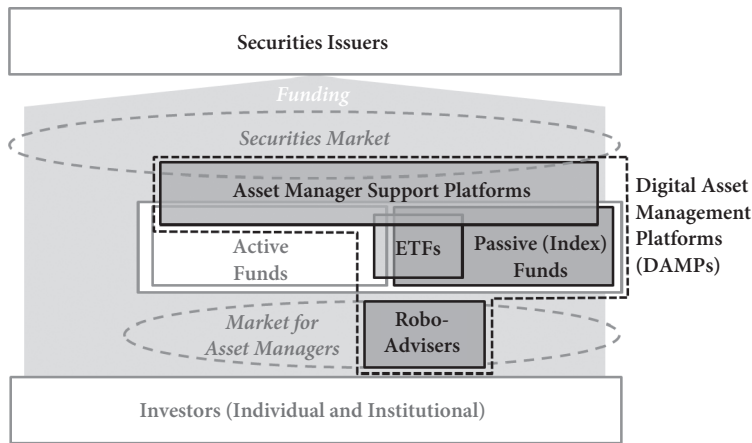 Securities Issuers
Funding
Securities Market
Asset Manager Support Platforms
Digital Asset
Management
Platforms
(DAMPs)
Active
Funds
ETFs
Passive (Index)
Funds
Market for
Asset Managers
Robo-
Advisers
Investors (Individual and Institutional)